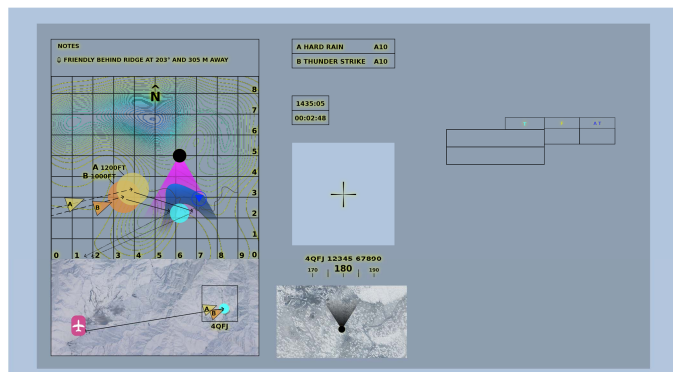 NOTES
FRIENDLY BEHIND RIDGE AT 203° AND 305 M AWAY
N
8
7
6
5
4
3
2
1
0 1 2 3 4 5 6 7 8 9 0
A 1200FT
B 1000FT
A
B
A
B
4QFJ
A HARD RAIN A10
B THUNDER STRIKE A10
1435:05
00:02:48
4QFJ 12345 67890
170 | 180 | 190